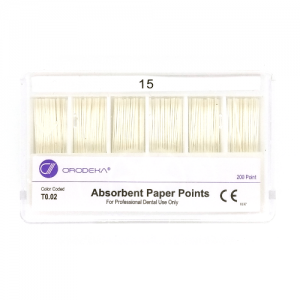 15
ORODEKA®
200 Point
Color Coded
T0.02
Absorbent Paper Points
For Professional Dental Use Only
CE